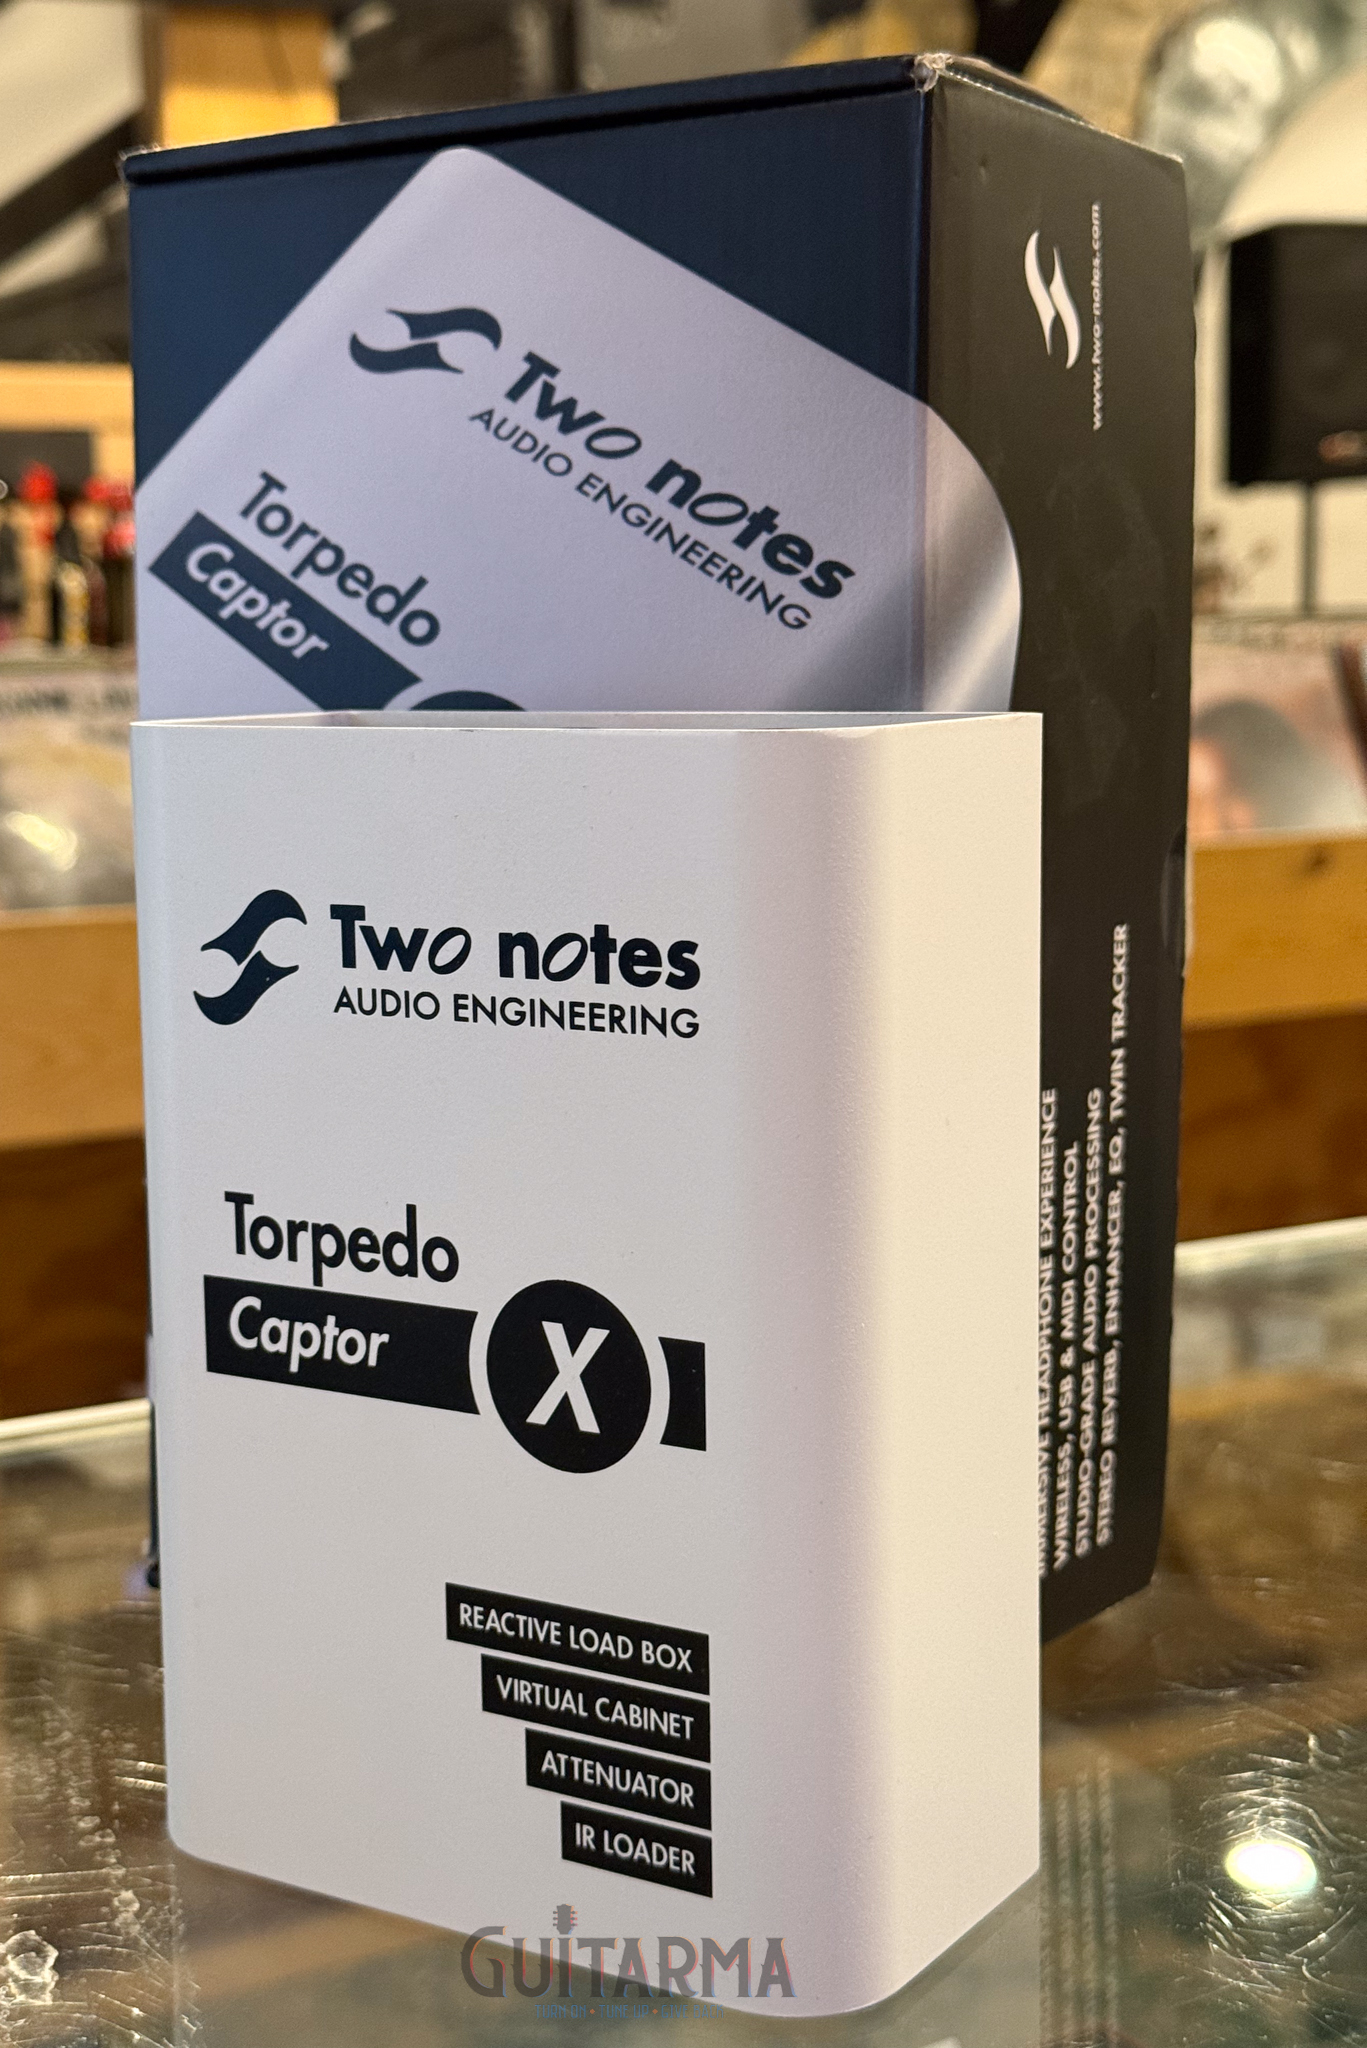 Two notes
AUDIO ENGINEERING
Torpedo
Captor
www.two-notes.com
Two notes
AUDIO ENGINEERING
Torpedo
Captor X
REACTIVE LOAD BOX
VIRTUAL CABINET
ATTENUATOR
IR LOADER
IMMERSIVE HEADPHONE EXPERIENCE
WIRELESS, USB & MIDI CONTROL
STUDIO-GRADE AUDIO PROCESSING
STEREO REVERB, ENHANCER, EQ, TWIN TRACKER
GUITARMA